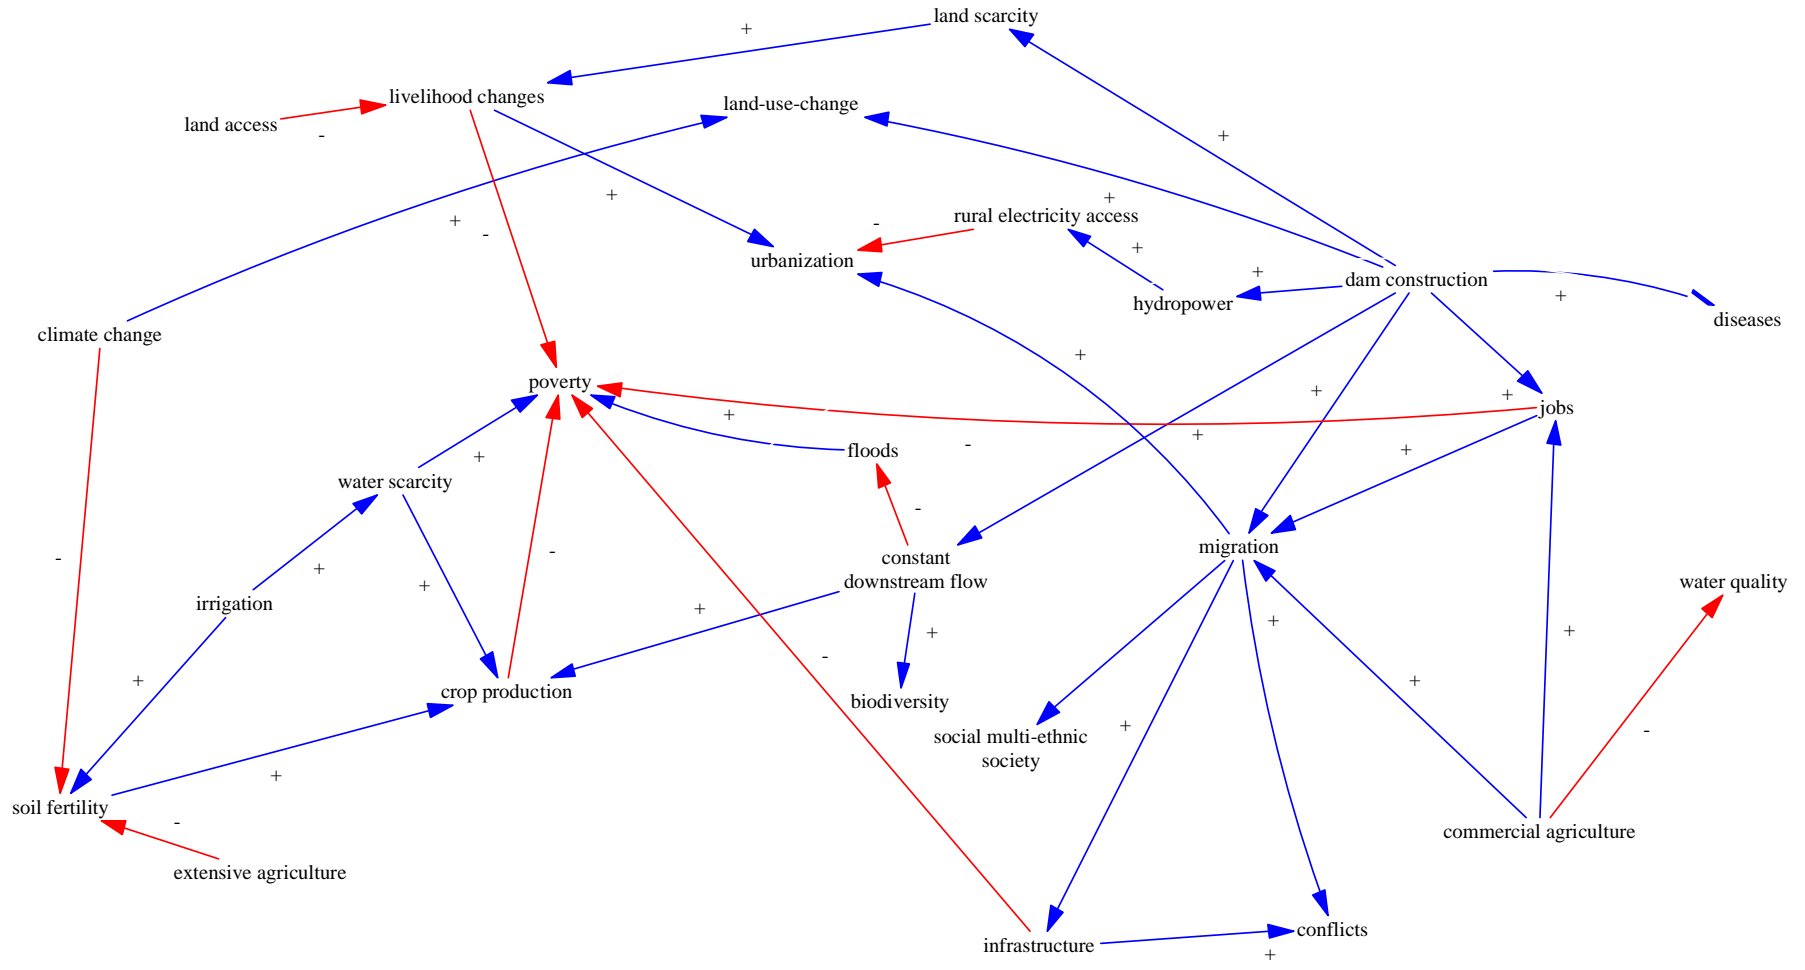 land scarcity
+
livelihood changes
land-use-change
land access
-
+
+
+
rural electricity access
+
-
-
+
urbanization
+
dam construction
hydropower
+
diseases
climate change
+
poverty
+
+
jobs
+
+
-
+
floods
+
water scarcity
-
migration
-
constant
downstream flow
-
+
+
water quality
irrigation
+
+
+
+
-
+
+
crop production
biodiversity
+
-
social multi-ethnic
society
+
soil fertility
-
commercial agriculture
extensive agriculture
conflicts
infrastructure
+